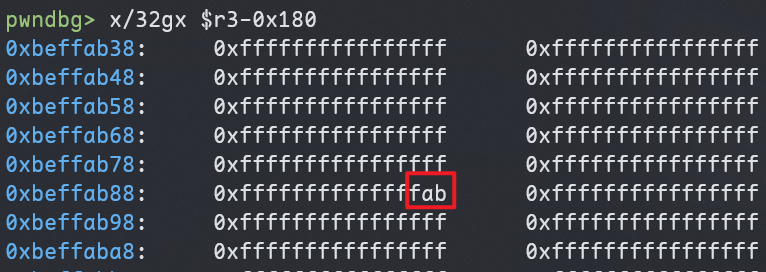 pwndbg> x/32gx $r3-0x180
0xbeffab38: 0xffffffffffffffff 0xffffffffffffffff
0xbeffab48: 0xffffffffffffffff 0xffffffffffffffff
0xbeffab58: 0xffffffffffffffff 0xffffffffffffffff
0xbeffab68: 0xffffffffffffffff 0xffffffffffffffff
0xbeffab78: 0xffffffffffffffff 0xffffffffffffffff
0xbeffab88: 0xffffffffffffffab 0xffffffffffffffff
0xbeffab98: 0xffffffffffffffff 0xffffffffffffffff
0xbeffaba8: 0xffffffffffffffff 0xffffffffffffffff